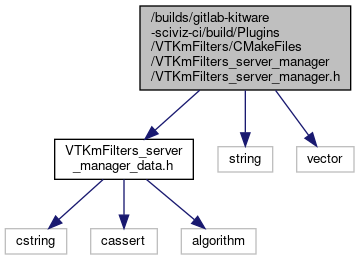 /builds/gitlab-kitware
-sciviz-ci/build/Plugins
/VTKmFilters/CMakeFiles
/VTKmFilters_server_manager
/VTKmFilters_server_manager.h
VTKmFilters_server
_manager_data.h
string
vector
cstring
cassert
algorithm